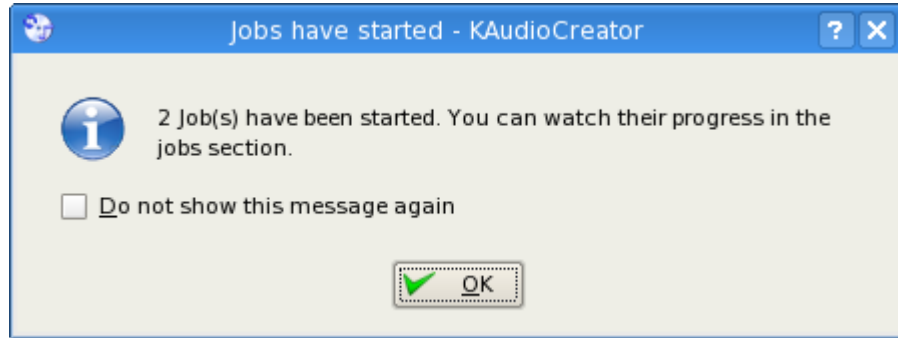 Jobs have started - KAudioCreator
2 Job(s) have been started. You can watch their progress in the
jobs section.
Do not show this message again
OK